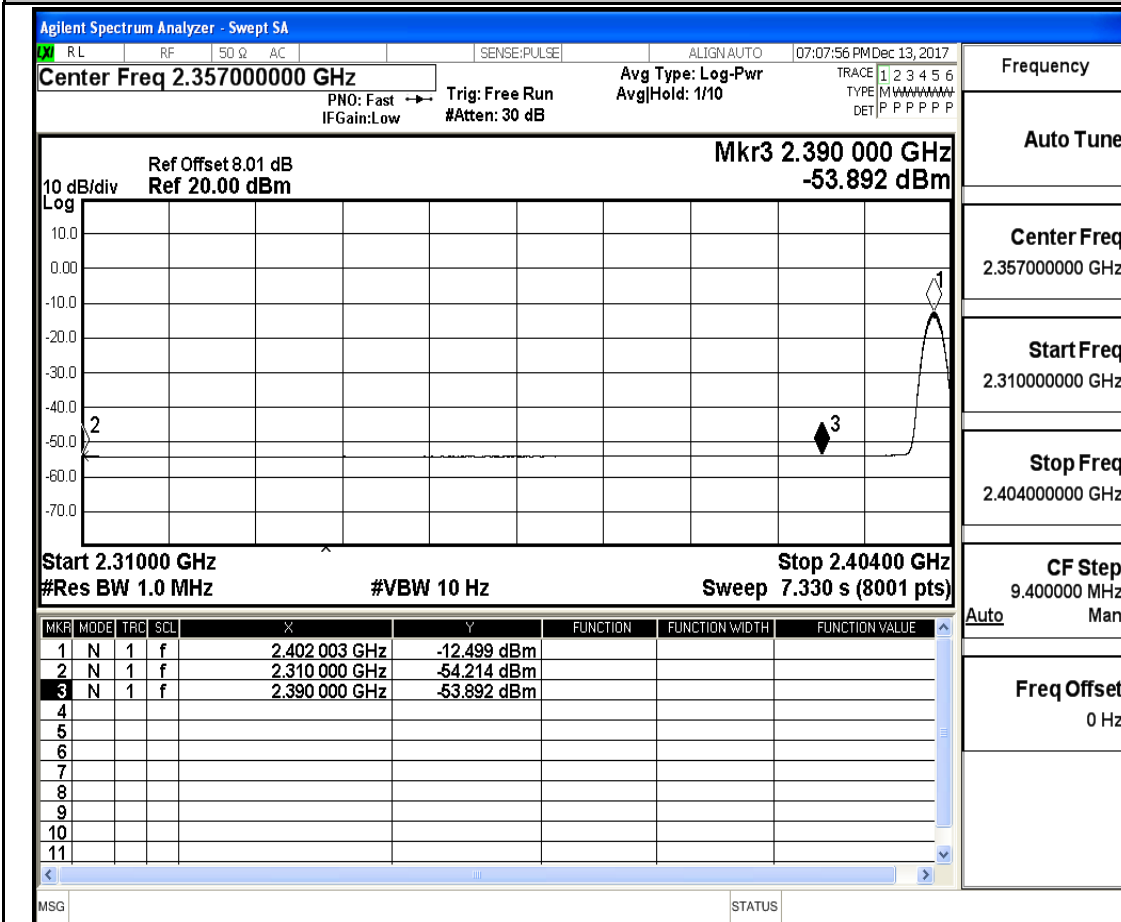 Agilent Spectrum Analyzer - Swept SA
LXI RL RF 50 Ω AC SENSE:PULSE ALIGN AUTO 07:07:56 PM Dec 13, 2017
Center Freq 2.357000000 GHz
PNO: Fast
IFGain:Low
Trig: Free Run
#Atten: 30 dB
Avg Type: Log-Pwr
Avg|Hold: 1/10
TRACE 1 2 3 4 5 6
TYPE M WWWWW
DET P P P P P P
Ref Offset 8.01 dB
Ref 20.00 dBm
10 dB/div
Log
Mkr3 2.390 000 GHz
-53.892 dBm
10.0
0.00
-10.0
-20.0
-30.0
-40.0
-50.0
-60.0
-70.0
1
2
3
Start 2.31000 GHz Stop 2.40400 GHz
#Res BW 1.0 MHz #VBW 10 Hz Sweep 7.330 s (8001 pts)
MKR MODE TRC SCL X Y FUNCTION FUNCTION WIDTH FUNCTION VALUE
1 N 1 f 2.402 003 GHz -12.499 dBm
2 N 1 f 2.310 000 GHz -54.214 dBm
3 N 1 f 2.390 000 GHz -53.892 dBm
4
5
6
7
8
9
10
11
MSG STATUS
Frequency
Auto Tune
Center Freq
2.357000000 GHz
Start Freq
2.310000000 GHz
Stop Freq
2.404000000 GHz
CF Step
9.400000 MHz
Auto Man
Freq Offset
0 Hz